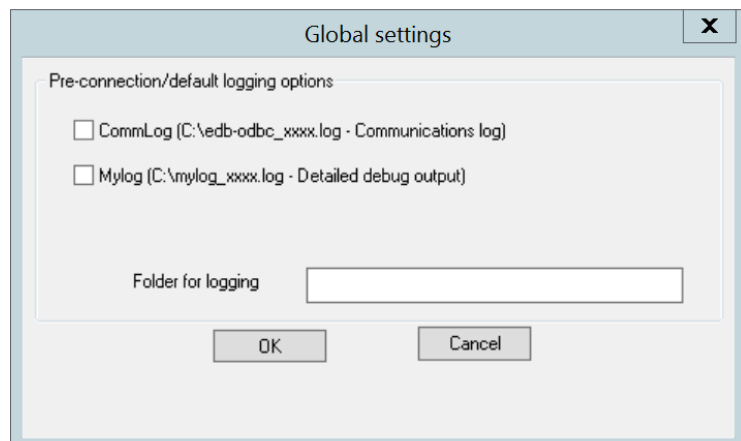 Global settings
X
Pre-connection/default logging options
CommLog (C:\edb-odbc_xxxx.log - Communications log)
Mylog (C:\mylog_xxxx.log - Detailed debug output)
Folder for logging
OK Cancel